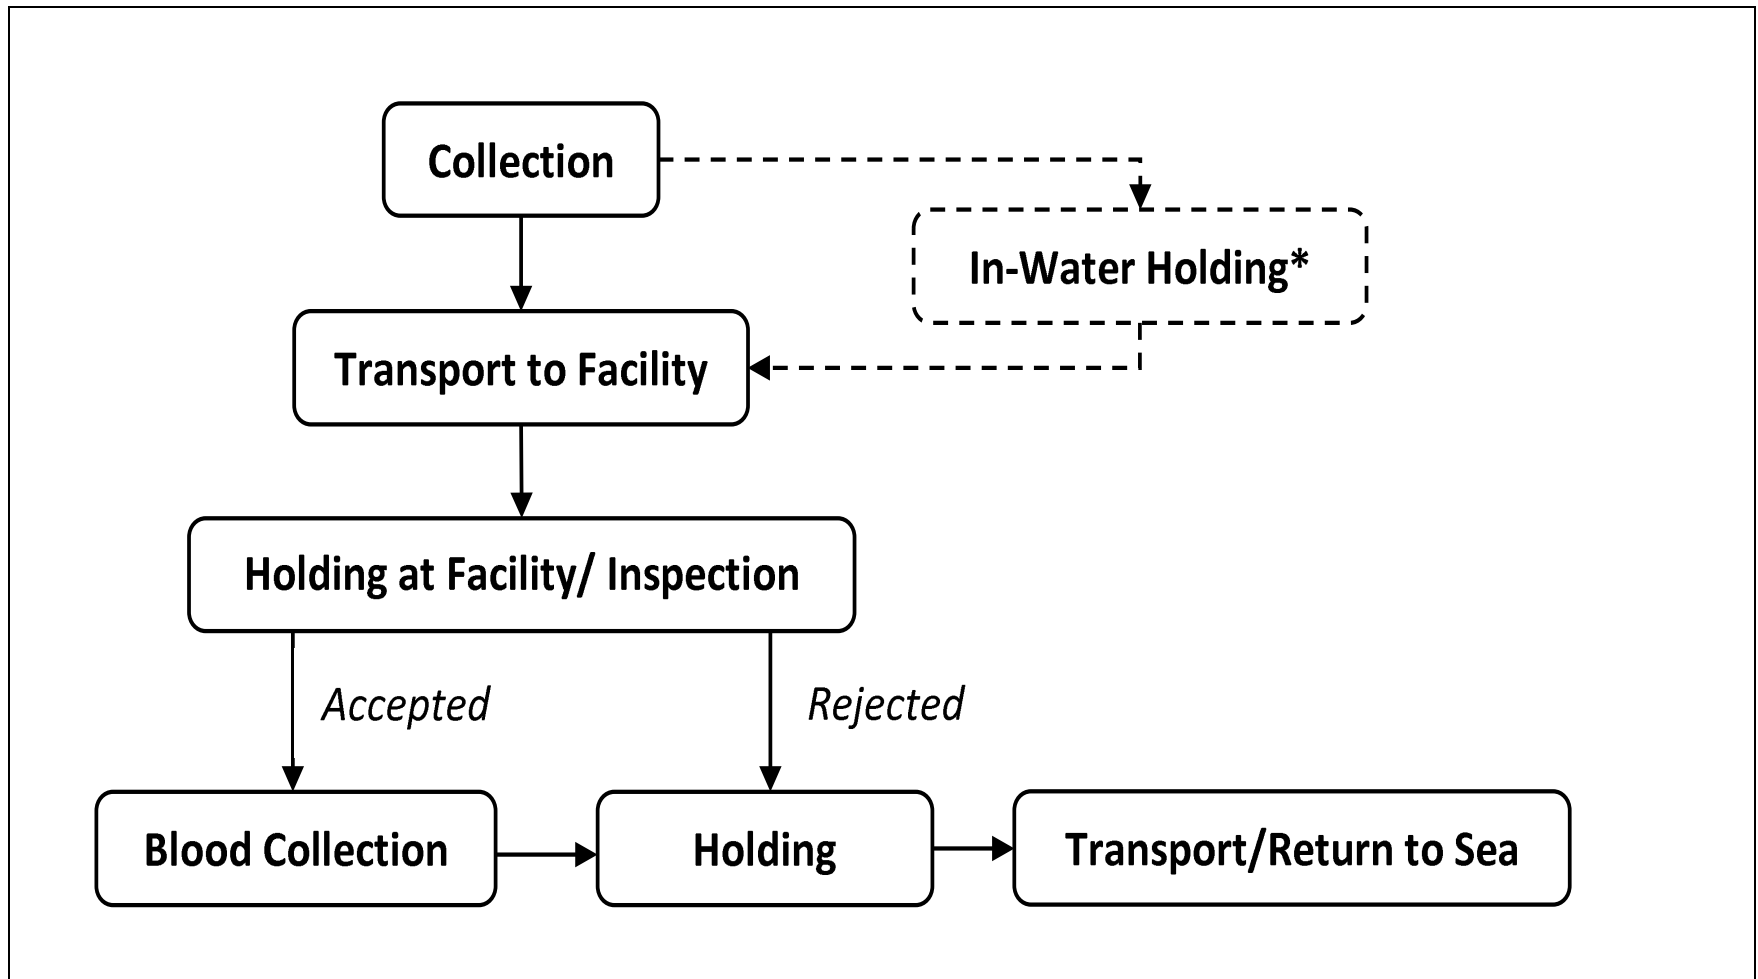 Collection
In-Water Holding*
Transport to Facility
Holding at Facility/ Inspection
Accepted
Rejected
Blood Collection
Holding
Transport/Return to Sea